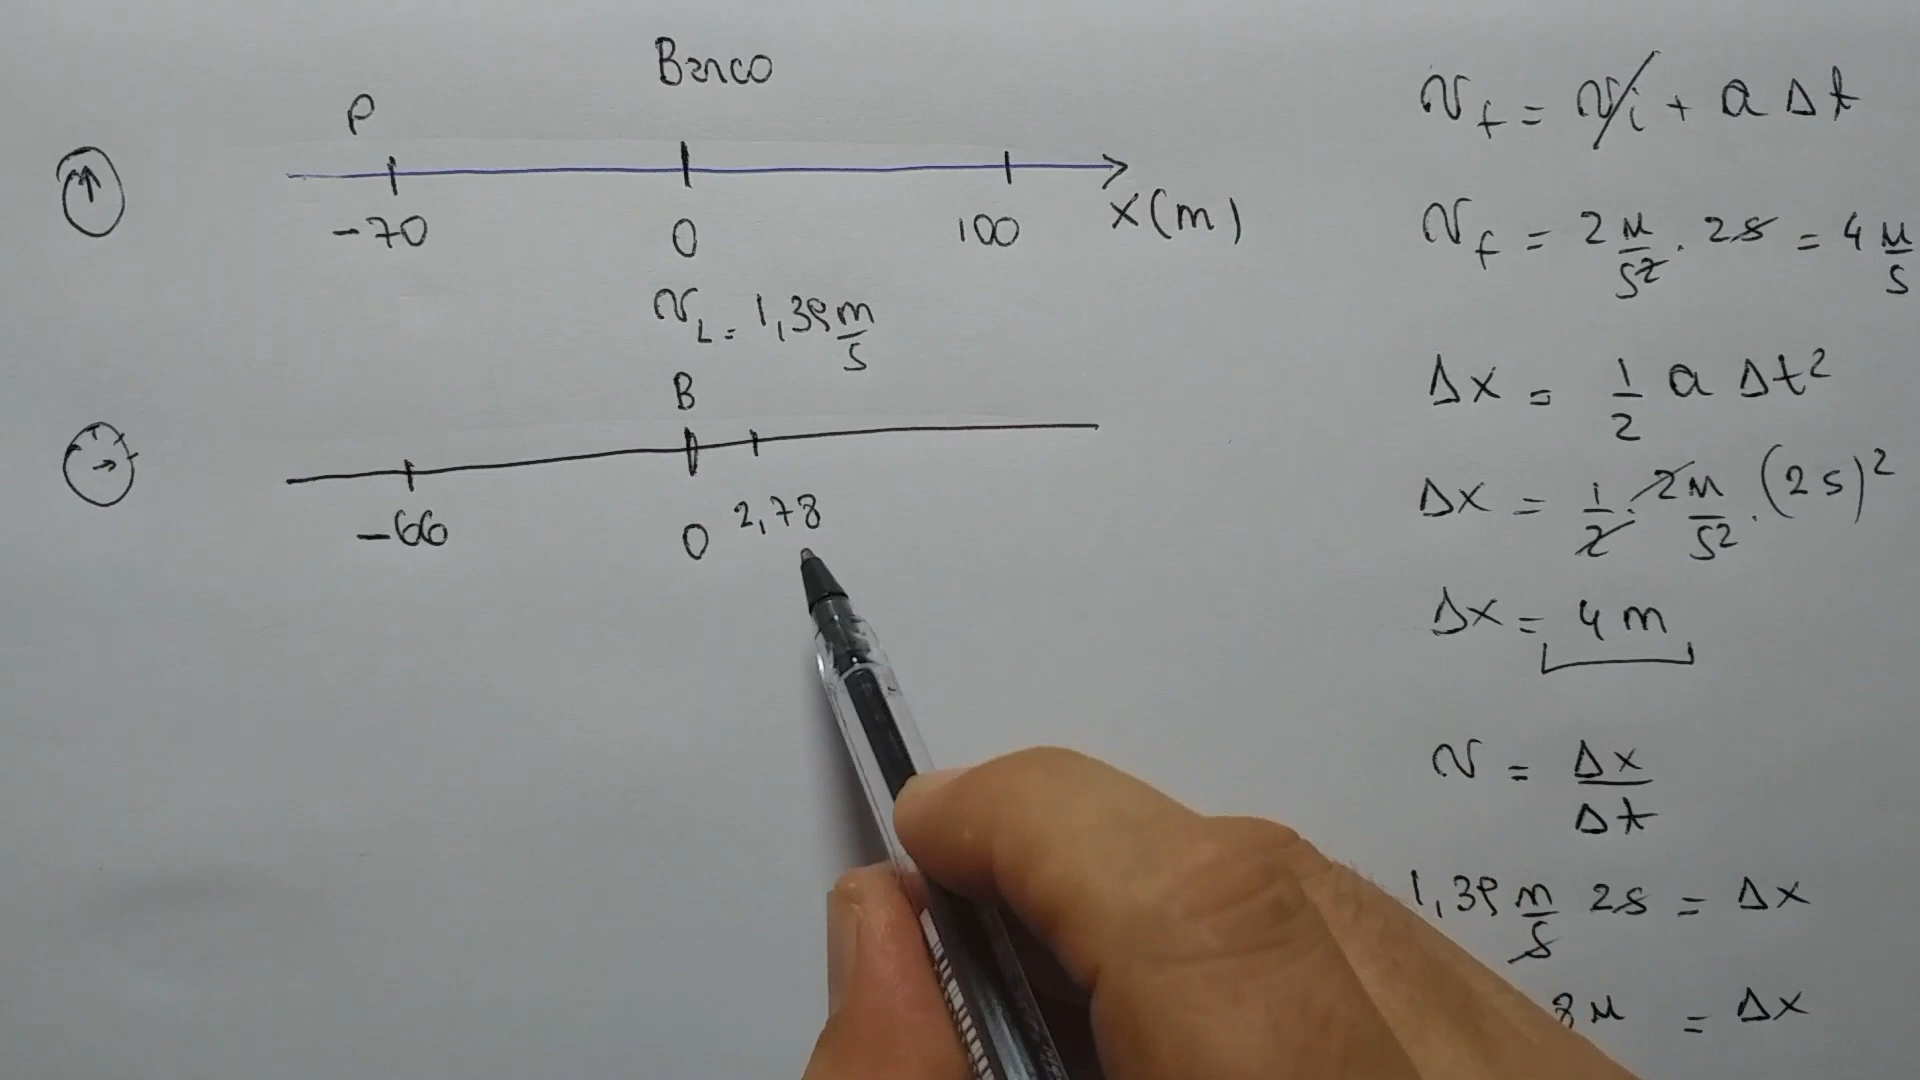 Banco
P
-70 0 100 x(m)
v_L = 1,39 m/s
B
-66 0 2,78
v_f = v_i + a Δt
v_f = 2 m/s² . 2s = 4 m/s
Δx = 1/2 a Δt²
Δx = 1/2 . 2 m/s² . (2s)²
Δx = 4 m
v = Δx/Δt
1,39 m/s 2s = Δx
8 m = Δx